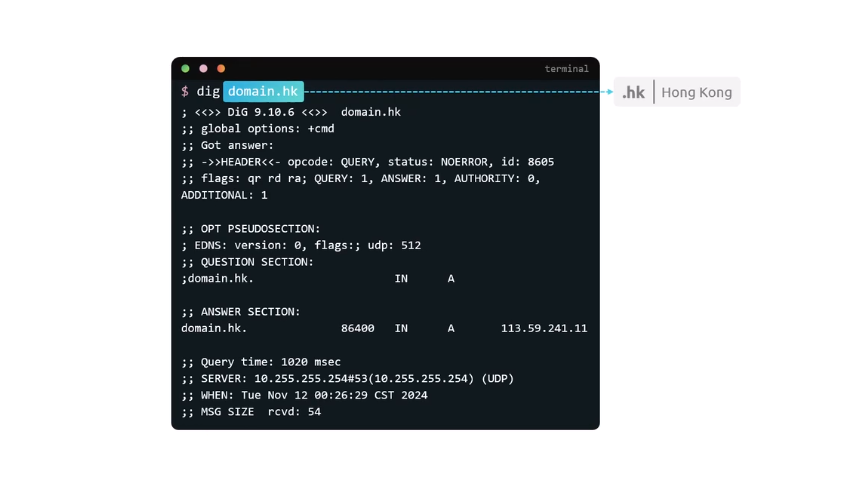 terminal
$ dig domain.hk
.hk | Hong Kong
; <<>> DiG 9.10.6 <<>> domain.hk
;; global options: +cmd
;; Got answer:
;; ->>HEADER<<- opcode: QUERY, status: NOERROR, id: 8605
;; flags: qr rd ra; QUERY: 1, ANSWER: 1, AUTHORITY: 0,
ADDITIONAL: 1
;; OPT PSEUDOSECTION:
; EDNS: version: 0, flags:; udp: 512
;; QUESTION SECTION:
;domain.hk. IN A
;; ANSWER SECTION:
domain.hk. 86400 IN A 113.59.241.11
;; Query time: 1020 msec
;; SERVER: 10.255.255.254#53(10.255.255.254) (UDP)
;; WHEN: Tue Nov 12 00:26:29 CST 2024
;; MSG SIZE rcvd: 54